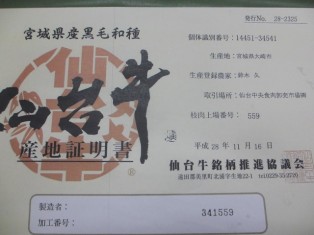 発行No. 28-2325
宮城県産黒毛和種
仙台牛
産地証明書
個体識別番号：14451-34541
生産地：宮城県大崎市
生産登録農家：鈴木 久
取引場所：仙台中央食肉卸売市場㈱
枝肉上場番号： 559
平成 28年 11月 16日
仙台牛銘柄推進協議会
製造者：
加工番号：
341559